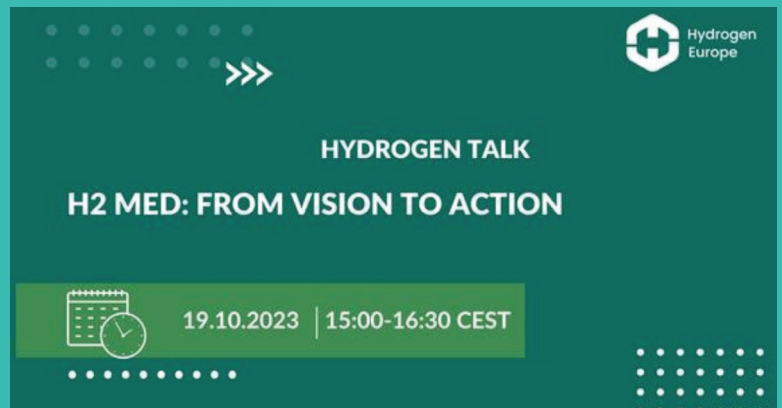 Hydrogen
Europe
HYDROGEN TALK
H2 MED: FROM VISION TO ACTION
19.10.2023 | 15:00-16:30 CEST